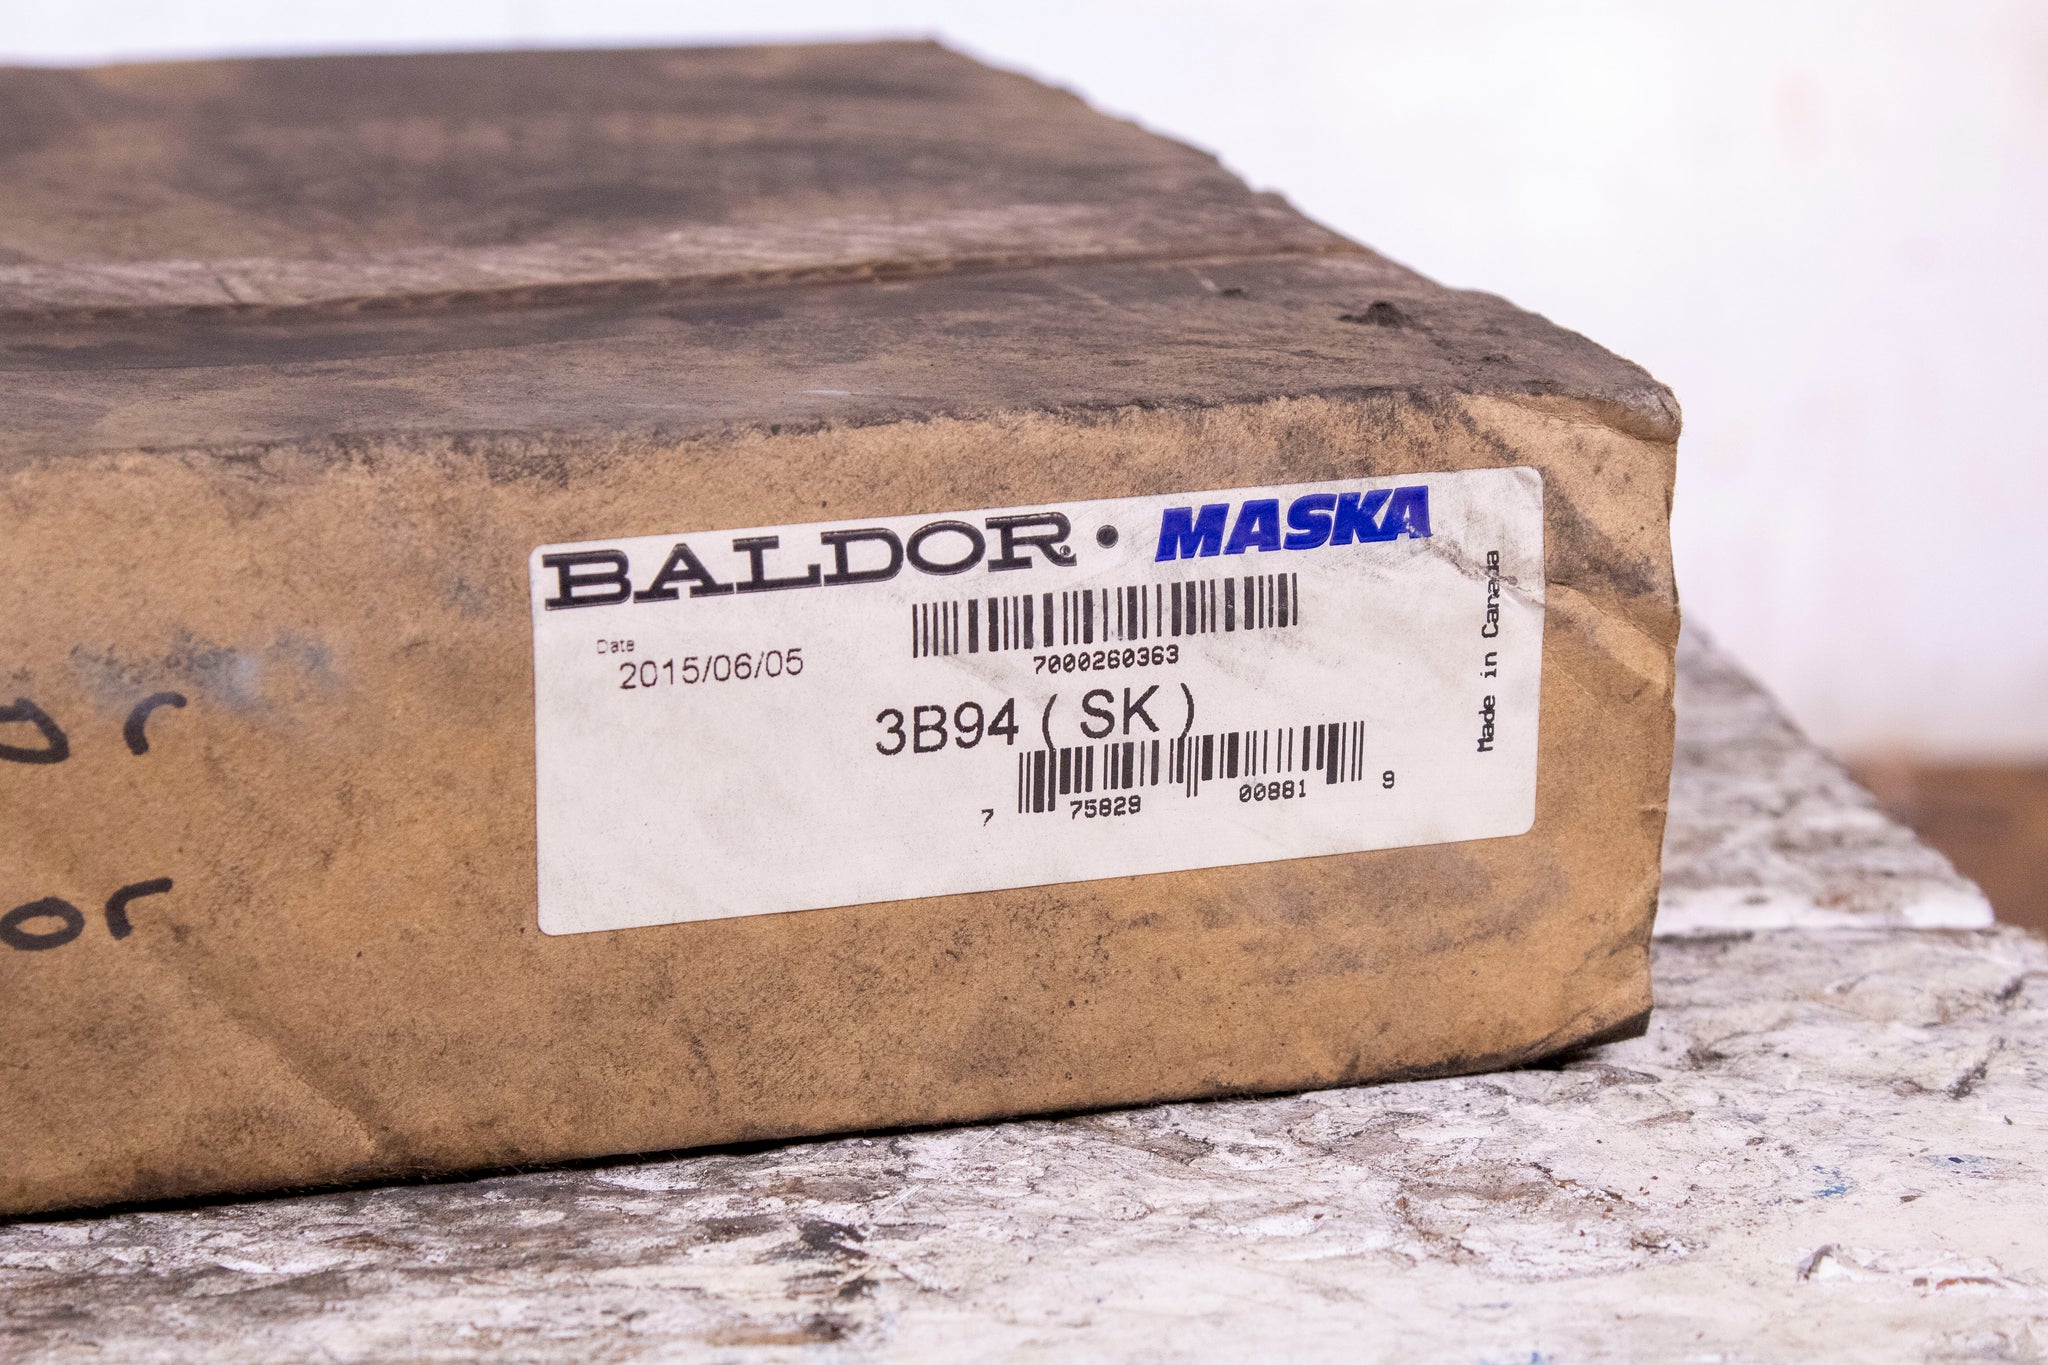 BALDOR® • MASKA
Date
2015/06/05
7000260363
3B94 ( SK )
7 75829 00881 9
Made in Canada